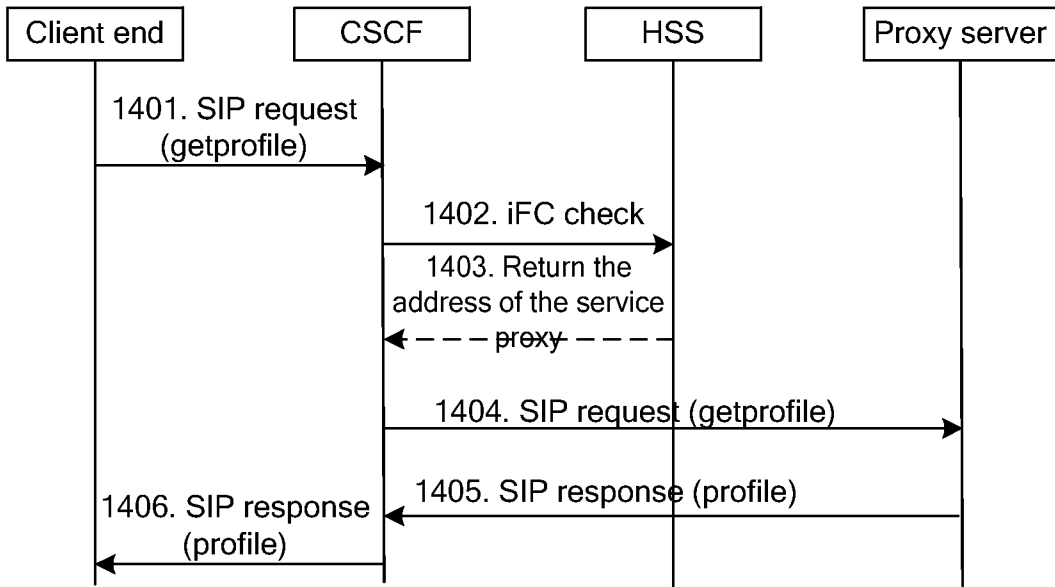 Client end
CSCF
HSS
Proxy server
1401. SIP request
(getprofile)
1402. iFC check
1403. Return the
address of the service
proxy
1404. SIP request (getprofile)
1405. SIP response (profile)
1406. SIP response
(profile)